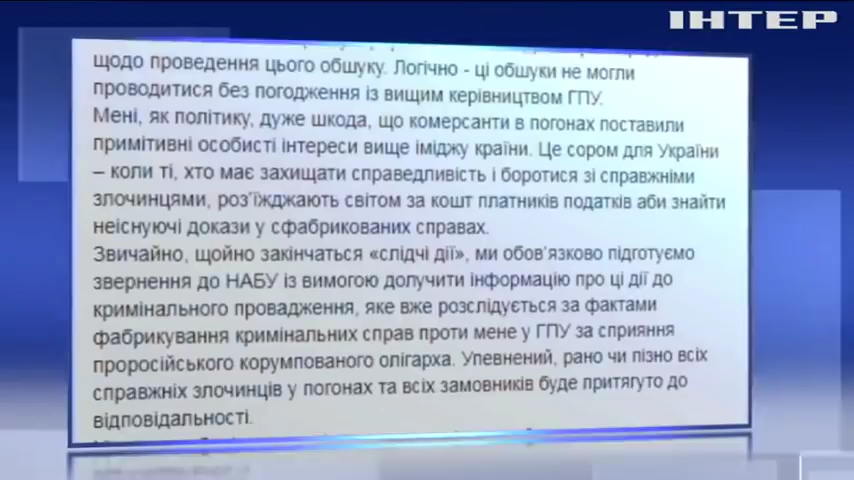 ІНТЕР
щодо проведення цього обшуку. Логічно - ці обшуки не могли
проводитися без погодження із вищим керівництвом ГПУ.
Мені, як політику, дуже шкода, що комерсанти в погонах поставили
примітивні особисті інтереси вище іміджу країни. Це сором для України
– коли ті, хто має захищати справедливість і боротися зі справжніми
злочинцями, роз'їжджають світом за кошт платників податків аби знайти
неіснуючі докази у сфабрикованих справах.
Звичайно, щойно закінчаться «слідчі дії», ми обов'язково підготуємо
звернення до НАБУ із вимогою долучити інформацію про ці дії до
кримінального провадження, яке вже розслідується за фактами
фабрикування кримінальних справ проти мене у ГПУ за сприяння
проросійського корумпованого олігарха. Упевнений, рано чи пізно всіх
справжніх злочинців у погонах та всіх замовників буде притягуто до
відповідальності.